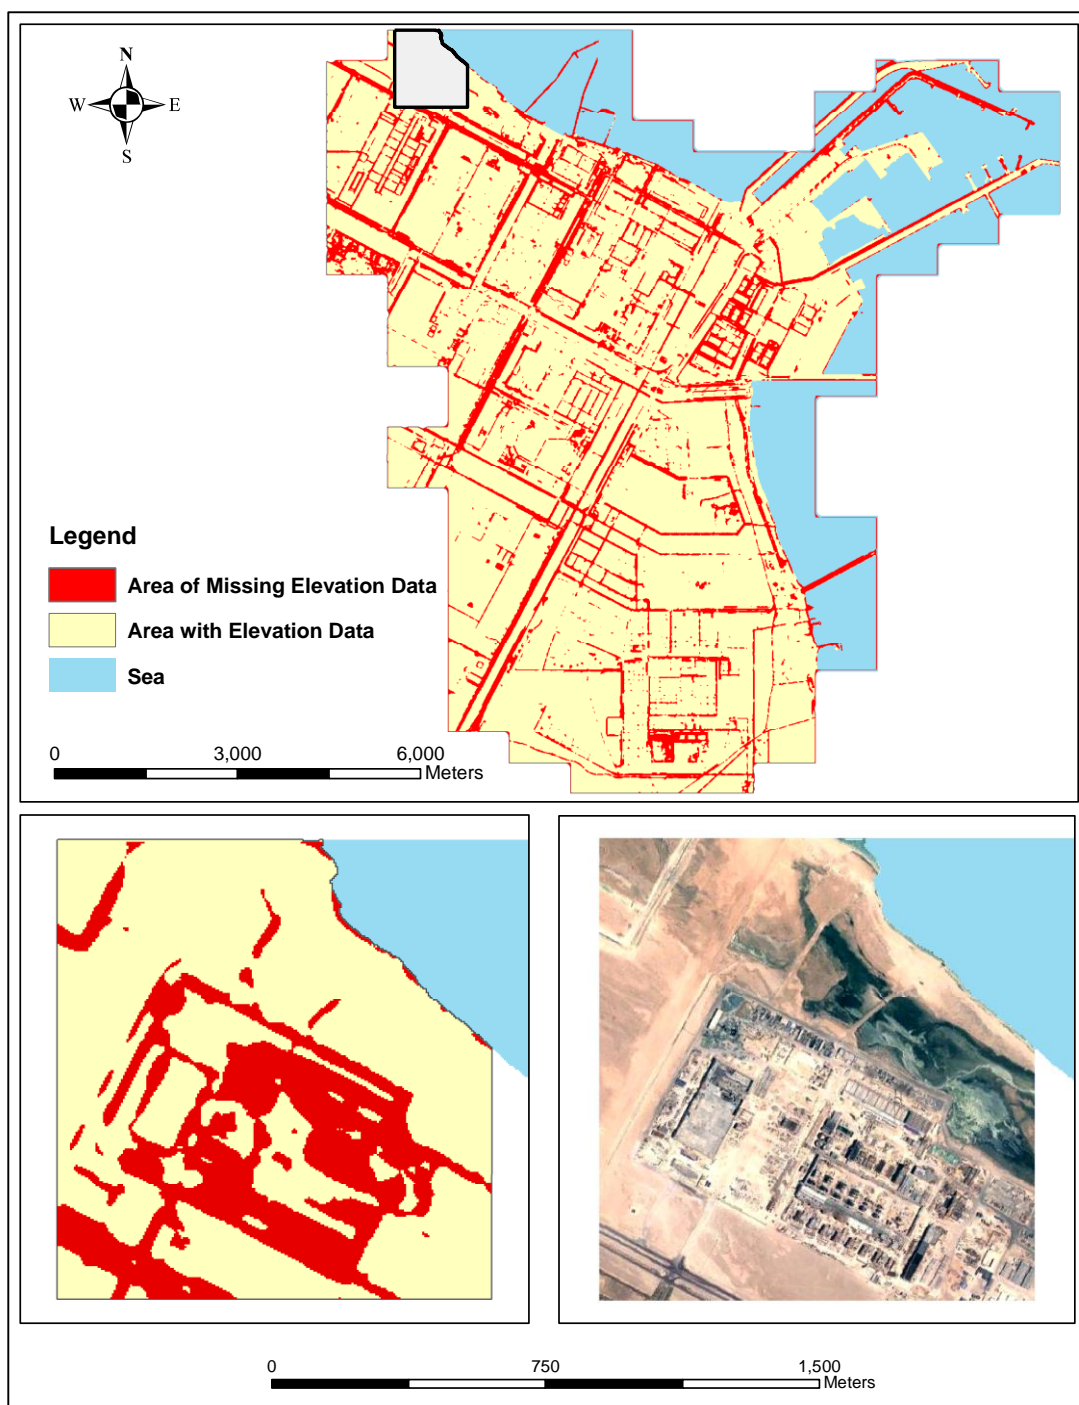 N
W E
S
Legend
Area of Missing Elevation Data
Area with Elevation Data
Sea
0 3,000 6,000
Meters
0 750 1,500
Meters